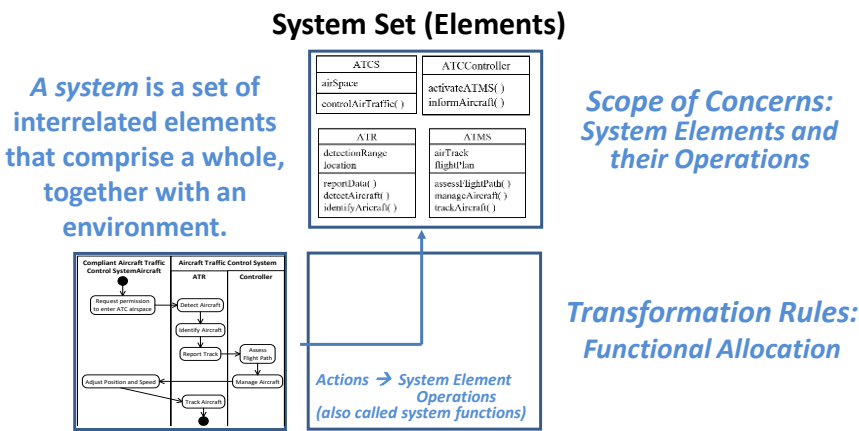 System Set (Elements)
A system is a set of
interrelated elements
that comprise a whole,
together with an
environment.
ATCS
airSpace
controlAirTraffic( )
ATCController
activateATMS( )
informAircraft( )
ATR
detectionRange
location
reportData( )
detectAircraft( )
identifyAricraft( )
ATMS
airTrack
flightPlan
assessFlightPath( )
manageAircraft( )
trackAircraft( )
Scope of Concerns:
System Elements and
their Operations
Compliant Aircraft Traffic
Control SystemAircraft
Aircraft Traffic Control System
ATR
Controller
Request permission
to enter ATC airspace
Detect Aircraft
Identify Aircraft
Report Track
Assess
Flight Path
Adjust Position and Speed
Manage Aircraft
Track Aircraft
Actions → System Element
Operations
(also called system functions)
Transformation Rules:
Functional Allocation